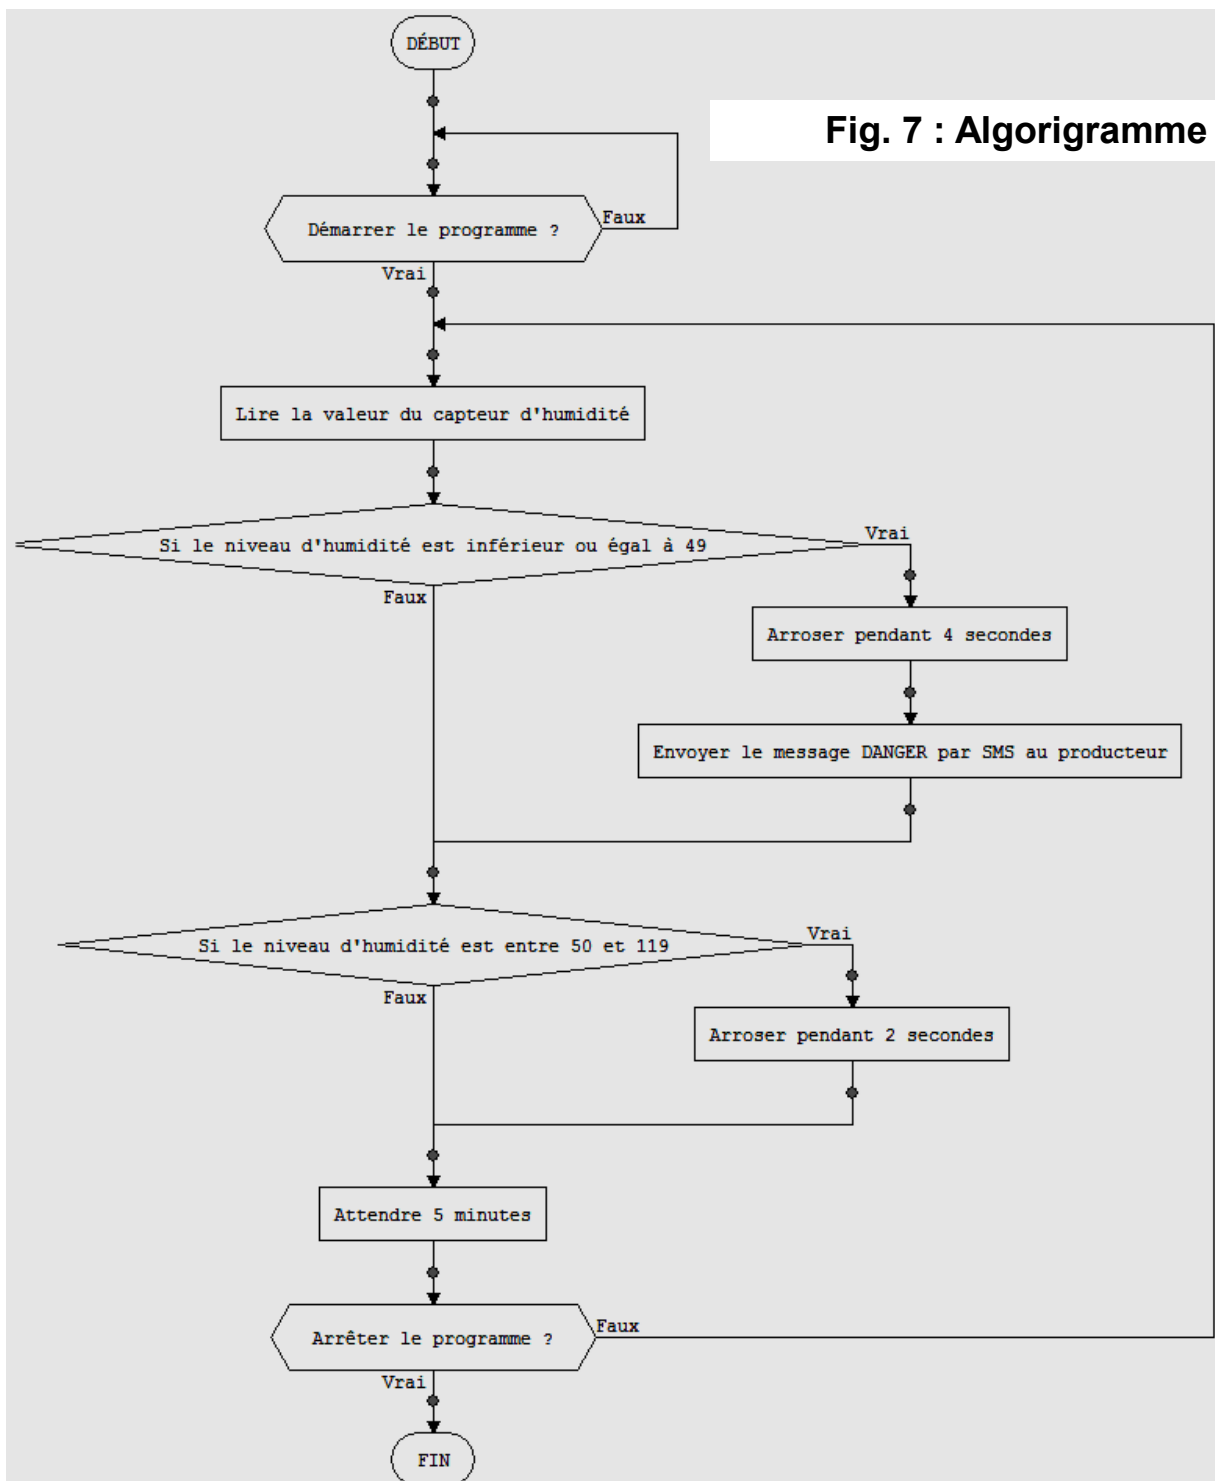 DÉBUT
Fig. 7 : Algorigramme
Faux
Démarrer le programme ?
Vrai
Lire la valeur du capteur d'humidité
Vrai
Si le niveau d'humidité est inférieur ou égal à 49
Faux
Arroser pendant 4 secondes
Envoyer le message DANGER par SMS au producteur
Vrai
Si le niveau d'humidité est entre 50 et 119
Faux
Arroser pendant 2 secondes
Attendre 5 minutes
Faux
Arrêter le programme ?
Vrai
FIN